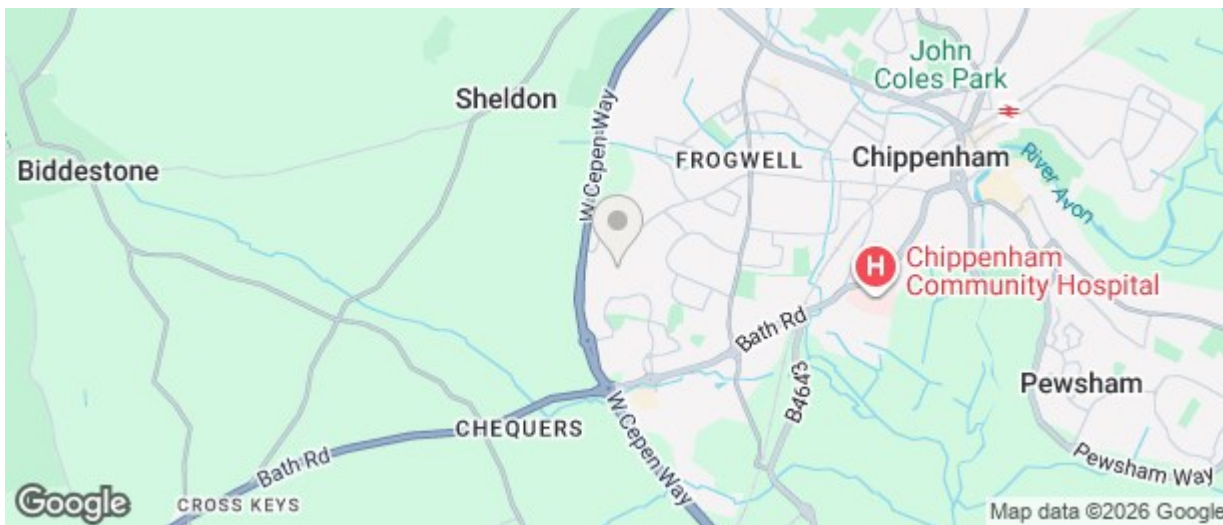 John
Coles Park
Sheldon
W Cepen Way
FROGWELL
Chippenham
Biddestone
River Avon
H
Chippenham
Community Hospital
Bath Rd
B4643
Pewsham
W Cepen Way
CHEQUERS
Bath Rd
Pewsham Way
CROSS KEYS
Google
Map data ©2026 Google